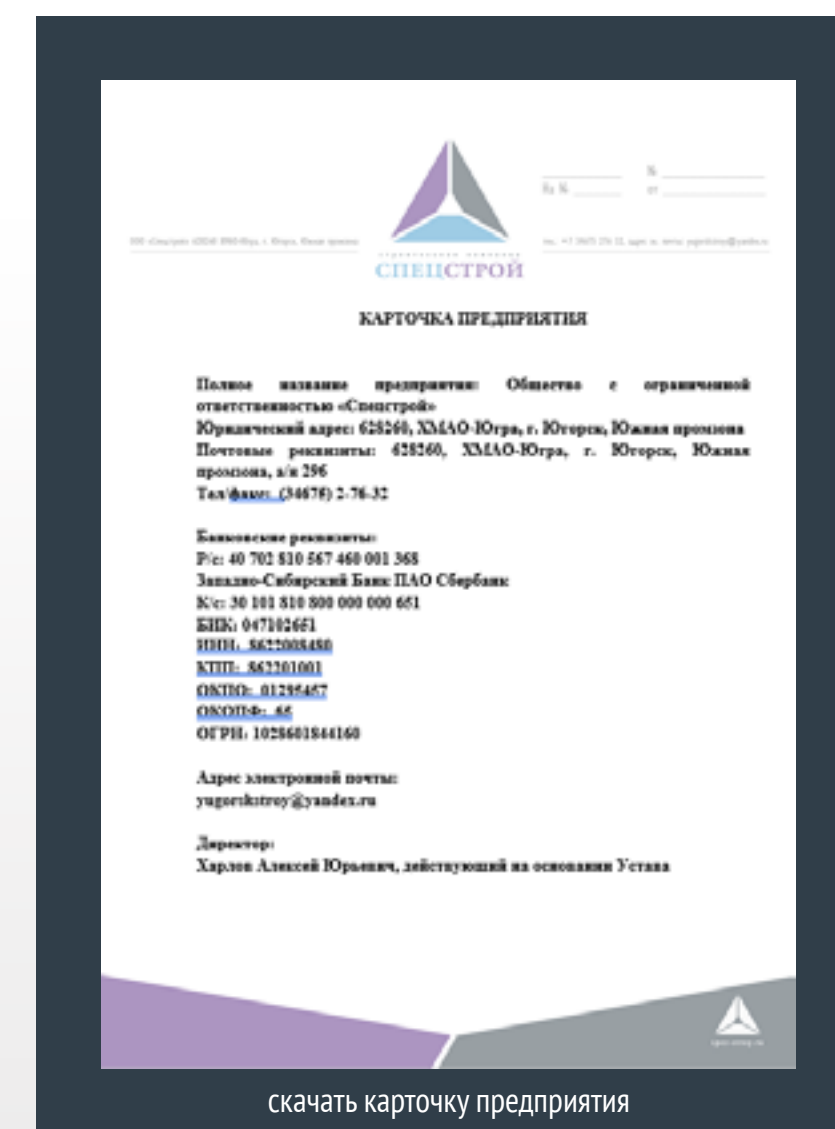 №
На №
от
СПЕЦСТРОЙ
КАРТОЧКА ПРЕДПРИЯТИЯ
Полное название предприятия: Общество с ограниченной
ответственностью «Спецстрой»
Юридический адрес: 628260, ХМАО-Югра, г. Югорск, Южная промзона
Почтовые реквизиты: 628260, ХМАО-Югра, г. Югорск, Южная
промзона, а/я 296
Тел/факс: (34675) 2-76-32
Банковские реквизиты:
Р/с: 40 702 810 567 460 001 368
Западно-Сибирский Банк ПАО Сбербанк
К/с: 30 101 810 800 000 000 651
БИК: 047102651
ИНН: 8622008480
КПП: 862201001
ОКПО: 01295457
ОКОПФ: 65
ОГРН: 1028601844160
Адрес электронной почты:
yugorskstroy@yandex.ru
Директор:
Харлов Алексей Юрьевич, действующий на основании Устава
скачать карточку предприятия